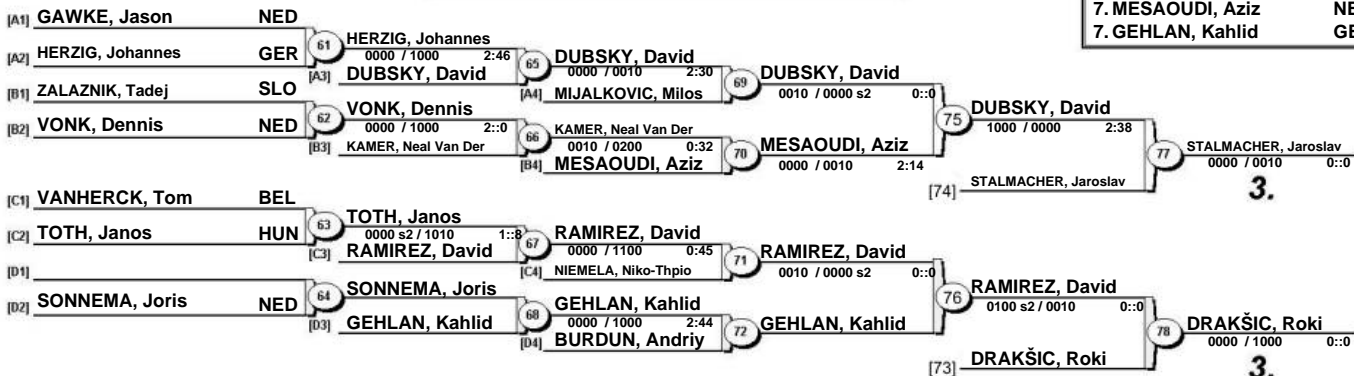 7. MESAOUDI, Aziz NE
7. GEHLAN, Kahlid GE
[A1] GAWKE, Jason NED
[A2] HERZIG, Johannes GER
[B1] ZALAZNIK, Tadej SLO
[B2] VONK, Dennis NED
[C1] VANHERCK, Tom BEL
[C2] TOTH, Janos HUN
[D1]
[D2] SONNEMA, Joris NED
61 HERZIG, Johannes
0000 / 1000 2:46
[A3] DUBSKY, David
62 VONK, Dennis
0000 / 1000 2::0
[B3] KAMER, Neal Van Der
63 TOTH, Janos
0000 s2 / 1010 1::8
[C3] RAMIREZ, David
64 SONNEMA, Joris
[D3] GEHLAN, Kahlid
65 DUBSKY, David
0000 / 0010 2:30
[A4] MIJALKOVIC, Milos
66 KAMER, Neal Van Der
0010 / 0200 0:32
[B4] MESAOUDI, Aziz
67 RAMIREZ, David
0000 / 1100 0:45
[C4] NIEMELA, Niko-Thpio
68 GEHLAN, Kahlid
0000 / 1000 2:44
[D4] BURDUN, Andriy
69 DUBSKY, David
0010 / 0000 s2 0::0
70 MESAOUDI, Aziz
0000 / 0010 2:14
71 RAMIREZ, David
0010 / 0000 s2 0::0
72 GEHLAN, Kahlid
75 DUBSKY, David
1000 / 0000 2:38
[74] STALMACHER, Jaroslav
76 RAMIREZ, David
0100 s2 / 0010 0::0
[73] DRAKŠIC, Roki
77 STALMACHER, Jaroslav
0000 / 0010 0::0
3.
78 DRAKŠIC, Roki
0000 / 1000 0::0
3.